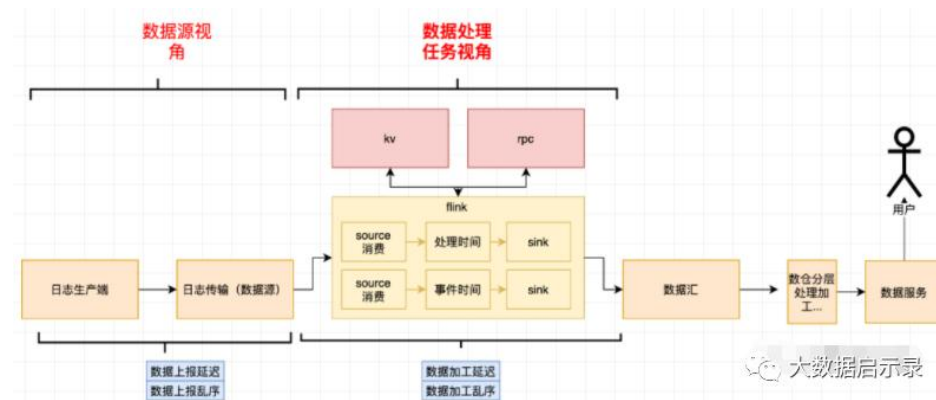 数据源视
角
数据处理
任务视角
kv
rpc
flink
source
消费
处理时间
sink
source
消费
事件时间
sink
日志生产端
日志传输（数据源）
数据汇
数仓分层
处理加
工...
数据服务
用户
数据上报延迟
数据上报乱序
数据加工延迟
数据加工乱序
大数据启示录